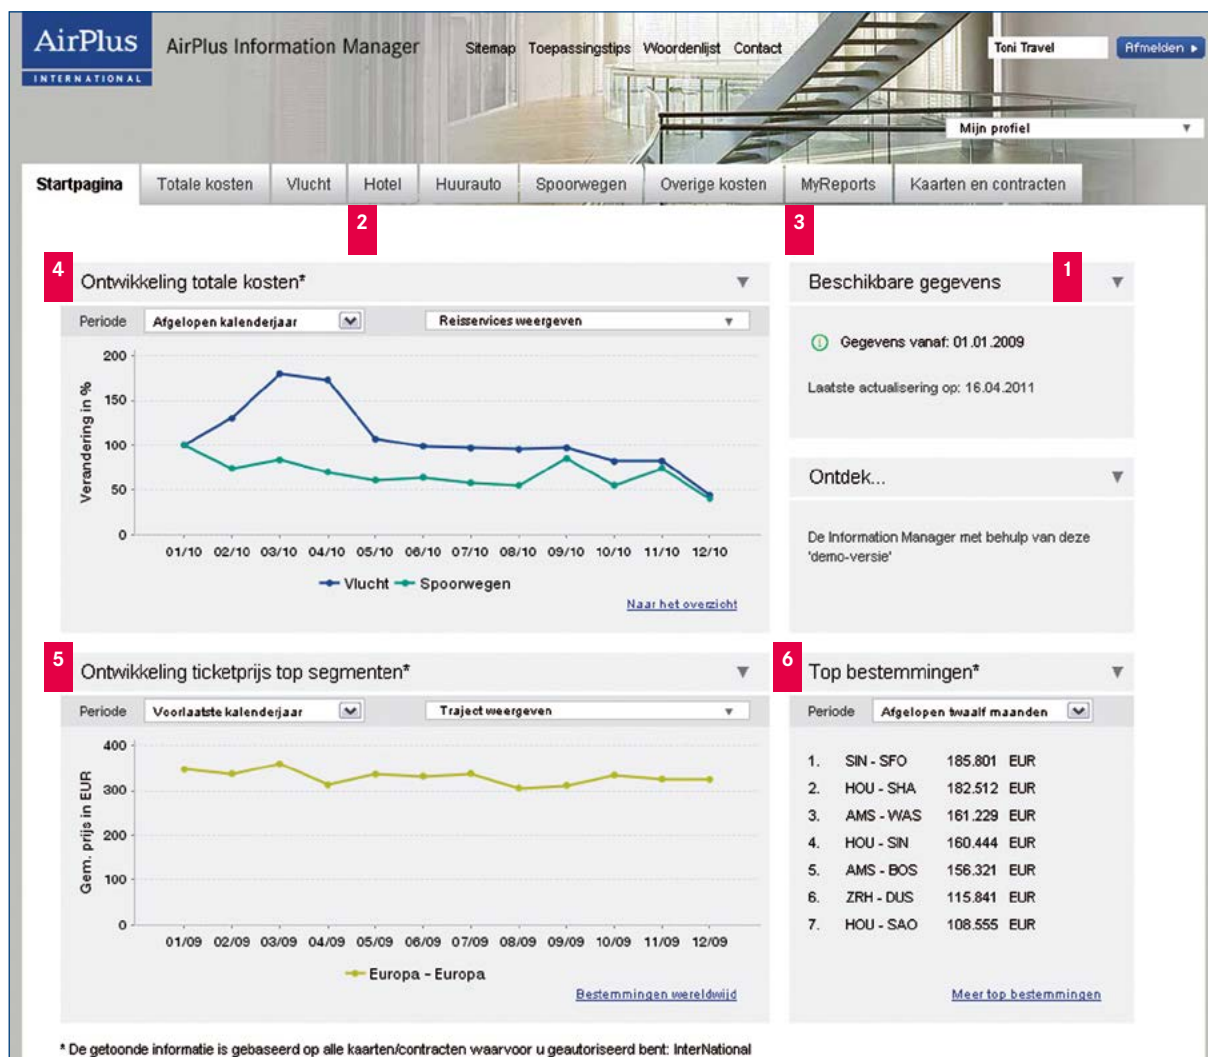 AirPlus
INTERNATIONAL
AirPlus Information Manager
Sitemap Toepassingstips Woordenlijst Contact
Toni Travel
Afmelden
Mijn profiel
Startpagina Totale kosten Vlucht Hotel Huurauto Spoorwegen Overige kosten MyReports Kaarten en contracten
2
3
4
Ontwikkeling totale kosten*
Periode Afgelopen kalenderjaar Reisservices weergeven
Verandering in %
200
150
100
50
0
01/10 02/10 03/10 04/10 05/10 06/10 07/10 08/10 09/10 10/10 11/10 12/10
Vlucht Spoorwegen
Naar het overzicht
Beschikbare gegevens
1
Gegevens vanaf: 01.01.2009
Laatste actualisering op: 16.04.2011
Ontdek...
De Information Manager met behulp van deze
'demo-versie'
5
Ontwikkeling ticketprijs top segmenten*
Periode Voorlaatste kalenderjaar Traject weergeven
Gem. prijs in EUR
400
300
200
100
0
01/09 02/09 03/09 04/09 05/09 06/09 07/09 08/09 09/09 10/09 11/09 12/09
Europa - Europa
Bestemmingen wereldwijd
6
Top bestemmingen*
Periode Afgelopen twaalf maanden
1. SIN - SFO 185.801 EUR
2. HOU - SHA 182.512 EUR
3. AMS - WAS 161.229 EUR
4. HOU - SIN 160.444 EUR
5. AMS - BOS 156.321 EUR
6. ZRH - DUS 115.841 EUR
7. HOU - SAO 108.555 EUR
Meer top bestemmingen
* De getoonde informatie is gebaseerd op alle kaarten/contracten waarvoor u geautoriseerd bent: InterNational